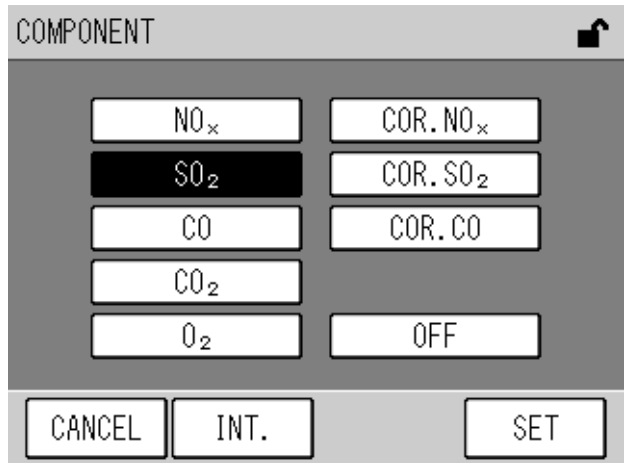 COMPONENT
NOₓ COR.NOₓ
SO₂ COR.SO₂
CO COR.CO
CO₂
O₂ OFF
CANCEL INT. SET